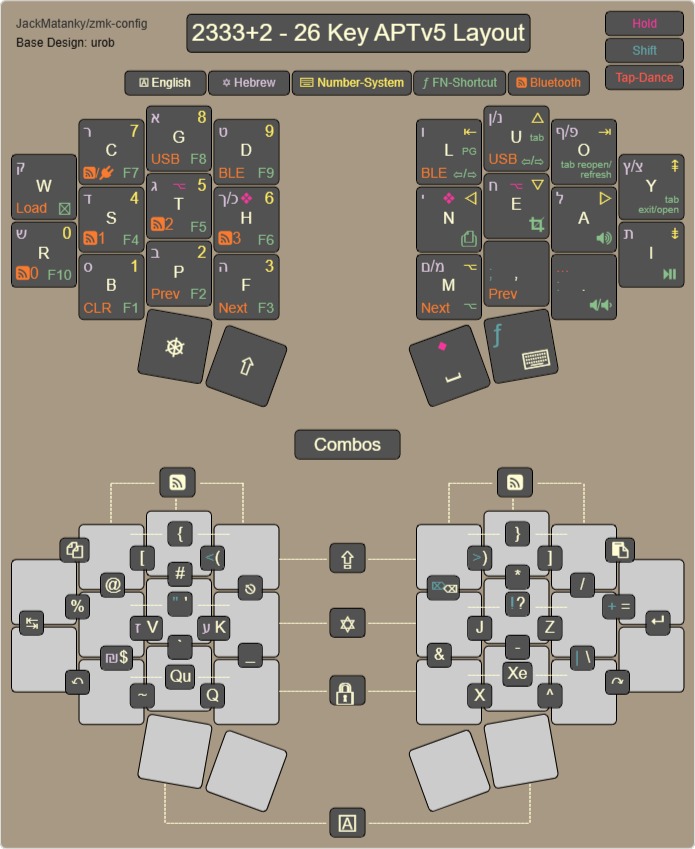 JackMatanky/zmk-config
Base Design: urob
2333+2 - 26 Key APTv5 Layout
Hold
Shift
Tap-Dance
A English
✡ Hebrew
Number-System
ƒ FN-Shortcut
Bluetooth
ק
W
Load
ש 0
R
0 F10
ר 7
C
/ F7
ד 4
S
1 F4
ס 1
B
CLR F1
א 8
G
USB F8
ג 5
T
2 F5
ב 2
P
Prev F2
ט 9
D
BLE F9
כ/ך 6
H
3 F6
ה 3
F
Next F3
ו
L PG
BLE
י
N
מ/ם
M
Next
נ/ן
U tab
USB
ח
E
; ,
Prev
פ/ף
O
tab reopen/
refresh
ל
A
...
: .
צ/ץ
Y
tab
exit/open
ת
I
ƒ
Combos
{
[
< (
@
#
%
" '
ז V
ע K
`
₪ $
_
Qu
~
Q
}
> )
]
*
/
! ?
+ =
J
Z
&
-
| \
Xe
X
^
A